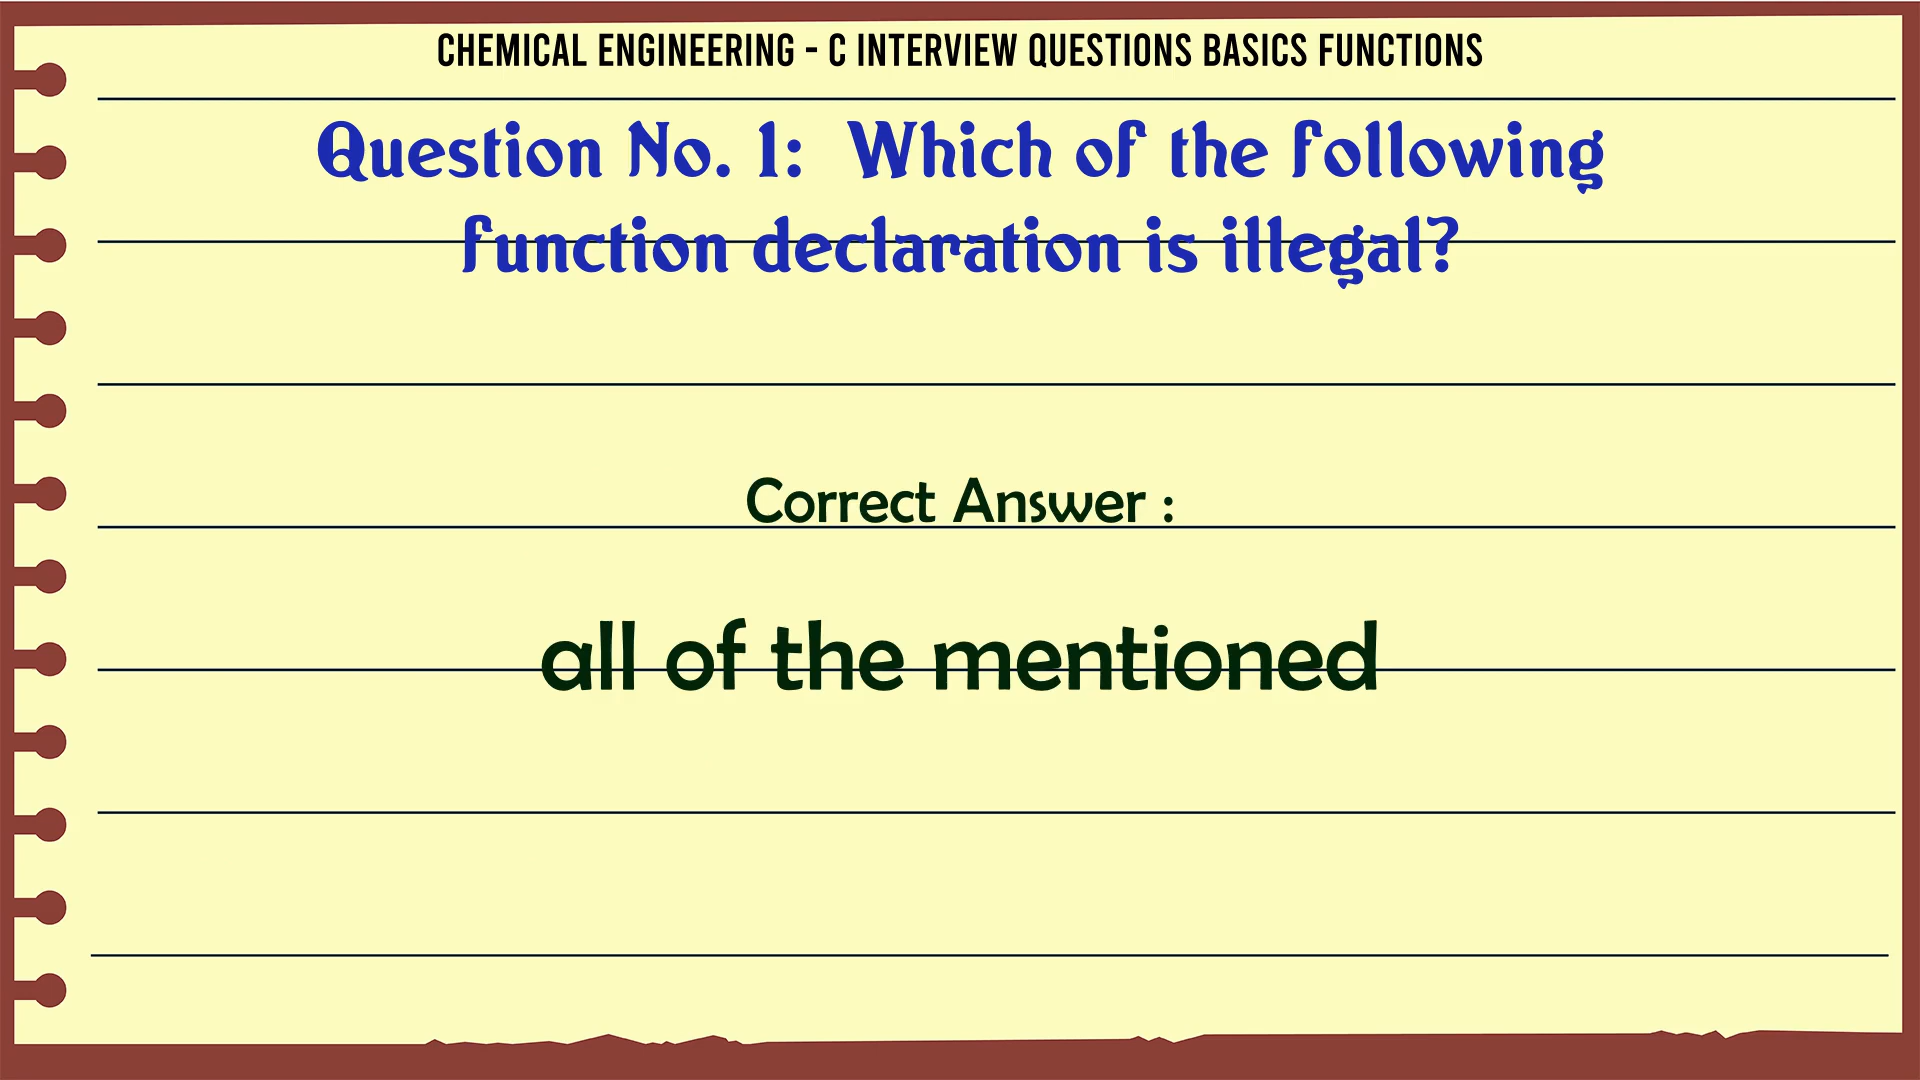 CHEMICAL ENGINEERING - C INTERVIEW QUESTIONS BASICS FUNCTIONS
Question No. 1: Which of the following
function declaration is illegal?
Correct Answer :
all of the mentioned